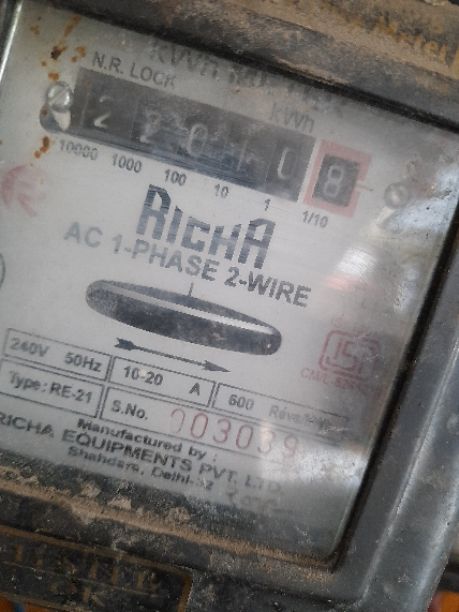 kWh
N.R. LOCK
kWh
2 2 0 1 0 8
10000 1000 100 10 1 1/10
RICHA
AC 1-PHASE 2-WIRE
240V 50Hz 10-20 A 600
Type: RE-21 S.No. 003039
Manufactured by :
RICHA EQUIPMENTS PVT. LTD.
Shahdara, Delhi-32